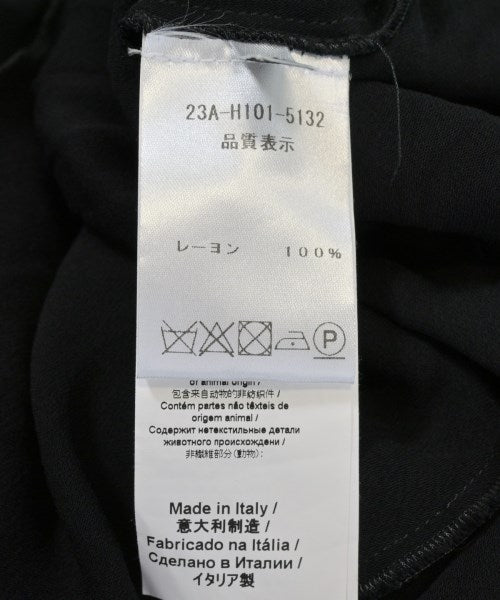 23A-H101-5132
品質表示
レーヨン 100%
P
of animal origin /
包含来自动物的非纺织件 /
Contém partes não têxteis de
origem animal /
Содержит нетекстильные детали
животного происхождени /
非繊維部分(動物):
Made in Italy /
意大利制造 /
Fabricado na Itália /
Сделано в Италии /
イタリア製